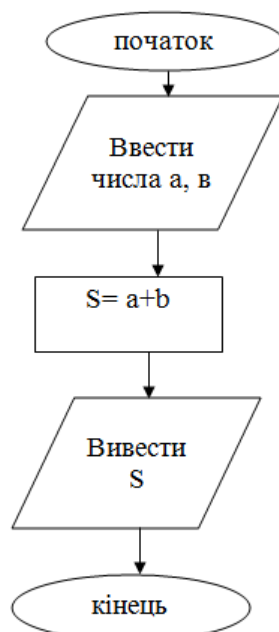 початок
Ввести
числа а, в
S= a+b
Вивести
S
кінець